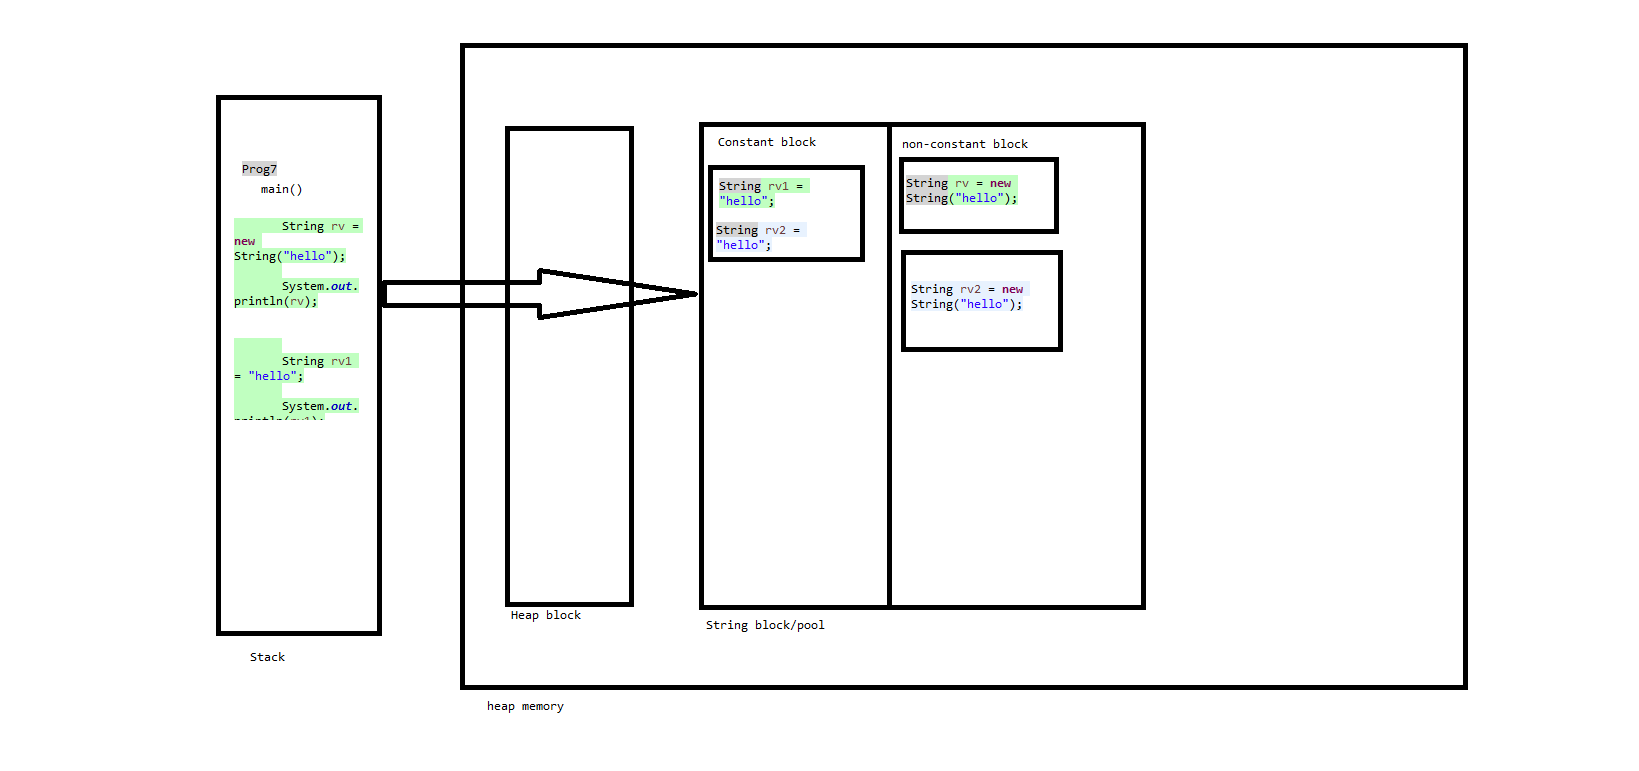 Prog7
main()
String rv =
new
String("hello");
System.out.
println(rv);
String rv1
= "hello";
System.out.
println(rv1);
Stack
Heap block
Constant block
String rv1 =
"hello";
String rv2 =
"hello";
non-constant block
String rv = new
String("hello");
String rv2 = new
String("hello");
String block/pool
heap memory